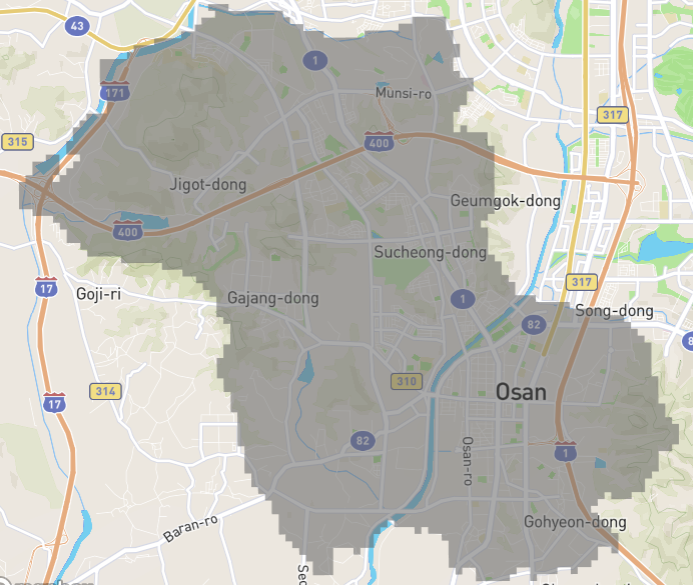 43
1
171
Munsi-ro
317
315
400
Jigot-dong
Geumgok-dong
400
Sucheong-dong
317
17
Goji-ri
Gajang-dong
1
Song-dong
82
310
Osan
314
17
82
Osan-ro
1
Baran-ro
Gohyeon-dong